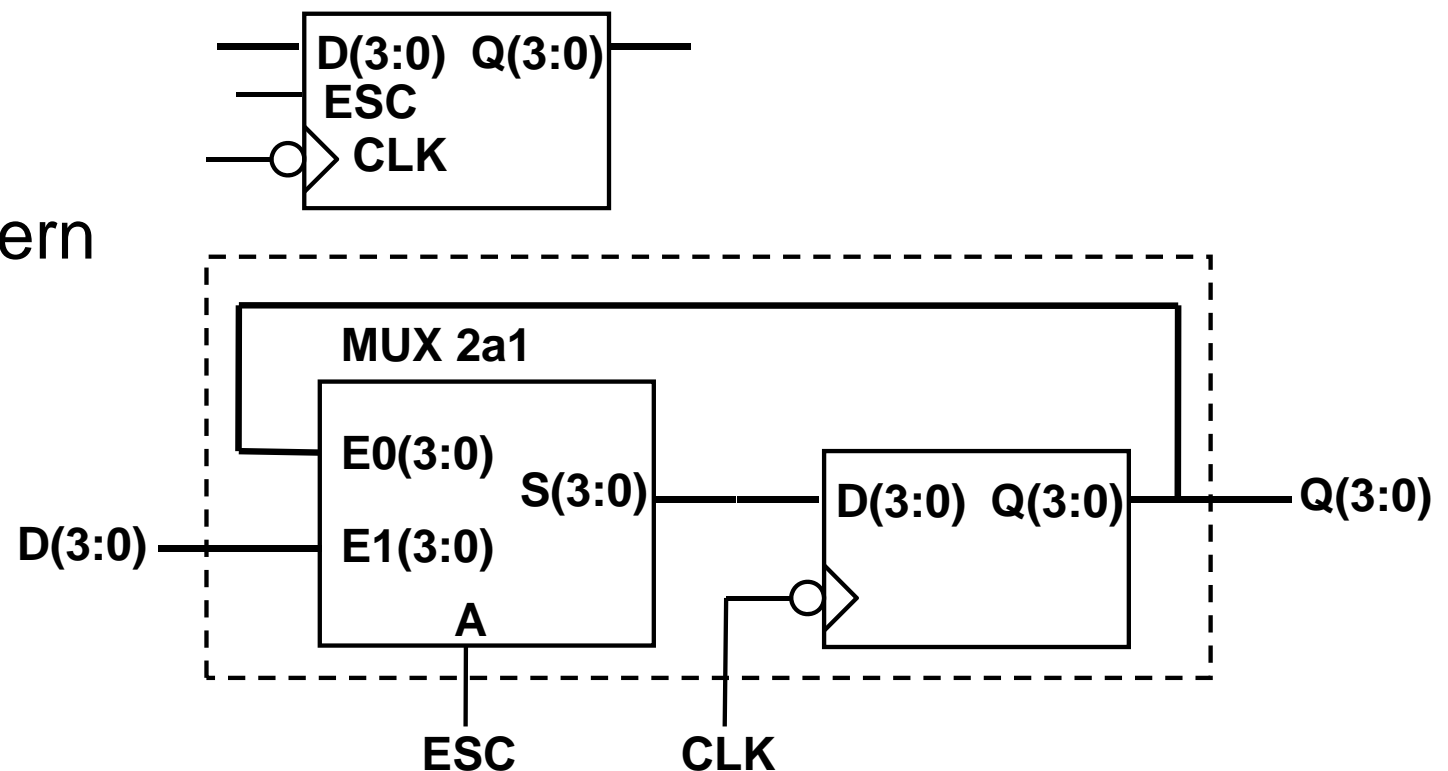 D(3:0) Q(3:0)
ESC
CLK
ern
MUX 2a1
E0(3:0)
S(3:0)
D(3:0) Q(3:0)
Q(3:0)
D(3:0)
E1(3:0)
A
ESC CLK